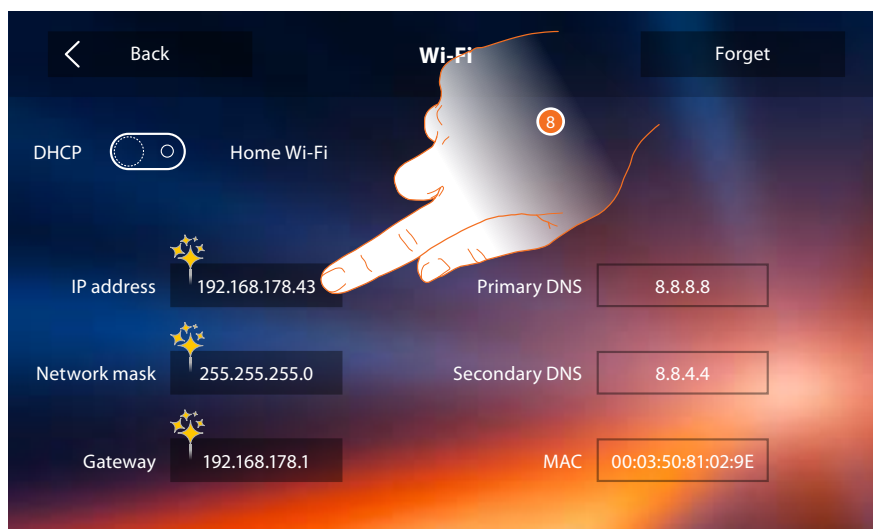 Back
Wi-Fi
Forget
8
DHCP
Home Wi-Fi
IP address 192.168.178.43
Primary DNS 8.8.8.8
Network mask 255.255.255.0
Secondary DNS 8.8.4.4
Gateway 192.168.178.1
MAC 00:03:50:81:02:9E